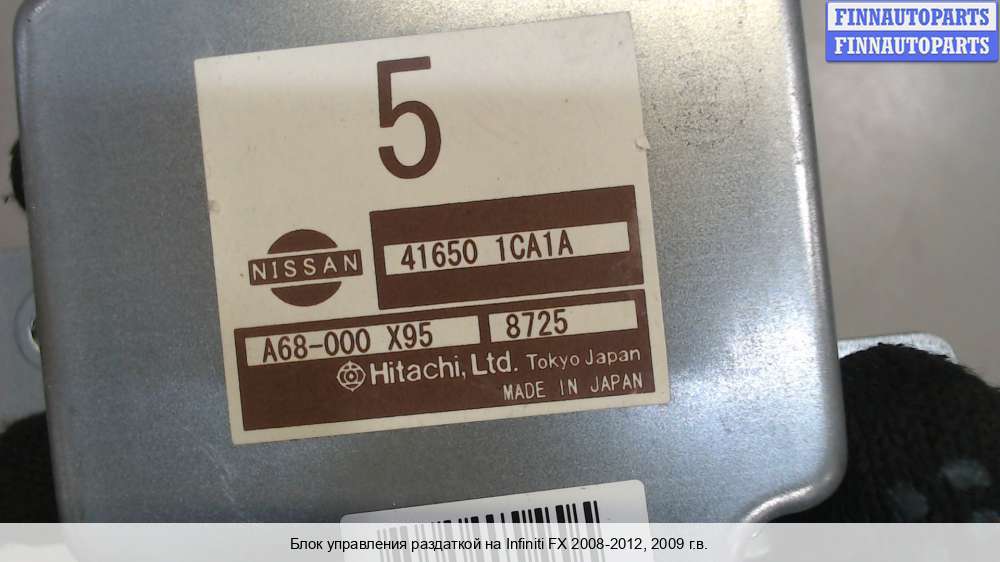 FINNAUTOPARTS
FINNAUTOPARTS
5
NISSAN
41650 1CA1A
A68-000 X95
8725
Hitachi, Ltd. Tokyo Japan
MADE IN JAPAN
Блок управления раздаткой на Infiniti FX 2008-2012, 2009 г.в.